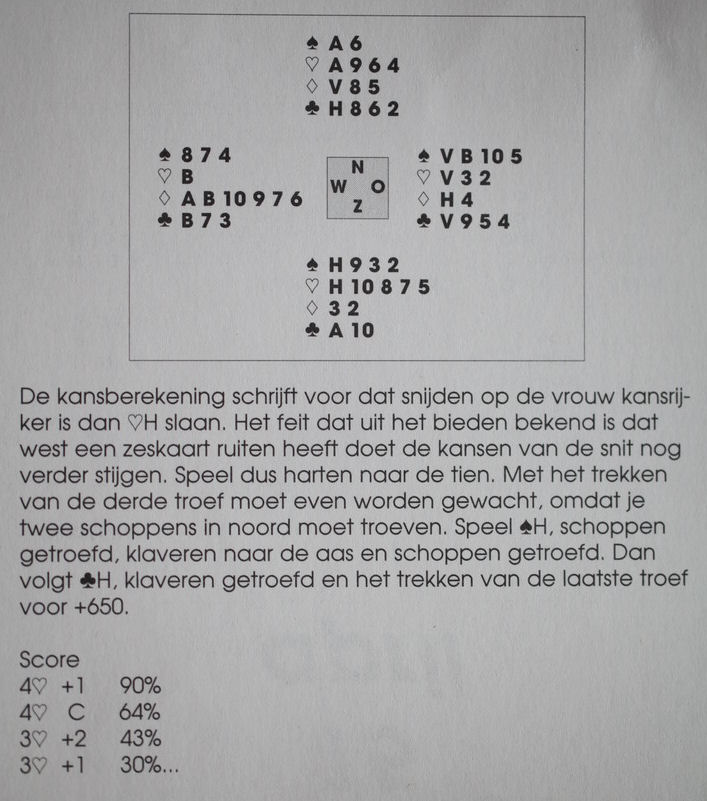 ♠ A 6
♡ A 9 6 4
♢ V 8 5
♣ H 8 6 2
♠ 8 7 4
♡ B
♢ A B 10 9 7 6
♣ B 7 3
N
W O
Z
♠ V B 10 5
♡ V 3 2
♢ H 4
♣ V 9 5 4
♠ H 9 3 2
♡ H 10 8 7 5
♢ 3 2
♣ A 10
De kansberekening schrijft voor dat snijden op de vrouw kansrij-
ker is dan ♡H slaan. Het feit dat uit het bieden bekend is dat
west een zeskaart ruiten heeft doet de kansen van de snit nog
verder stijgen. Speel dus harten naar de tien. Met het trekken
van de derde troef moet even worden gewacht, omdat je
twee schoppens in noord moet troeven. Speel ♠H, schoppen
getroefd, klaveren naar de aas en schoppen getroefd. Dan
volgt ♣H, klaveren getroefd en het trekken van de laatste troef
voor +650.
Score
4♡ +1 90%
4♡ C 64%
3♡ +2 43%
3♡ +1 30%...